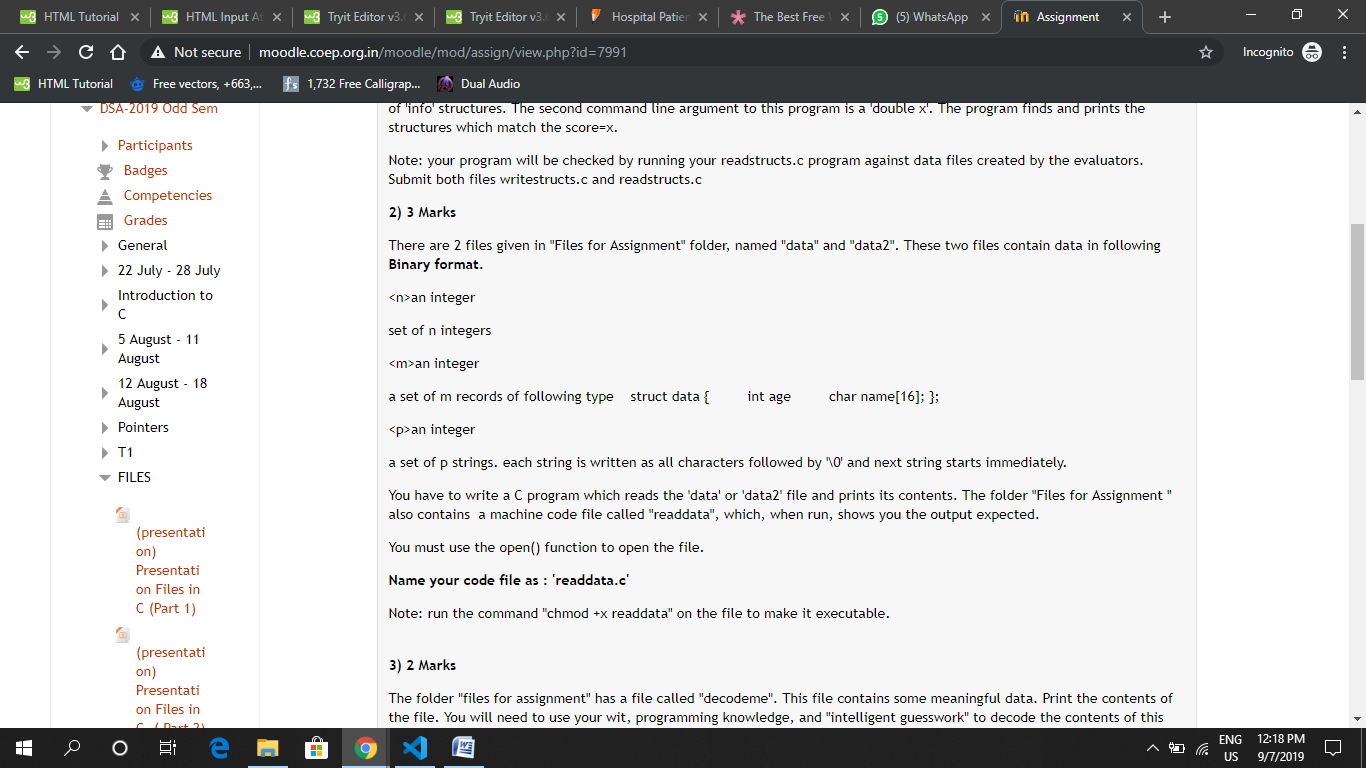 HTML Tutorial
HTML Input At
Tryit Editor v3.
Tryit Editor v3.
Hospital Patien
The Best Free V
(5) WhatsApp
Assignment
Not secure
moodle.coep.org.in/moodle/mod/assign/view.php?id=7991
Incognito
HTML Tutorial
Free vectors, +663,...
1,732 Free Calligrap...
Dual Audio
DSA-2019 Odd Sem
Participants
Badges
Competencies
Grades
General
22 July - 28 July
Introduction to
C
5 August - 11
August
12 August - 18
August
Pointers
T1
FILES
(presentati
on)
Presentati
on Files in
C (Part 1)
(presentati
on)
Presentati
on Files in
C ( Part 2)
of 'info' structures. The second command line argument to this program is a 'double x'. The program finds and prints the
structures which match the score=x.
Note: your program will be checked by running your readstructs.c program against data files created by the evaluators.
Submit both files writestructs.c and readstructs.c
2) 3 Marks
There are 2 files given in "Files for Assignment" folder, named "data" and "data2". These two files contain data in following
Binary format.
<n>an integer
set of n integers
<m>an integer
a set of m records of following type struct data { int age char name[16]; };
<p>an integer
a set of p strings. each string is written as all characters followed by '\0' and next string starts immediately.
You have to write a C program which reads the 'data' or 'data2' file and prints its contents. The folder "Files for Assignment "
also contains a machine code file called "readdata", which, when run, shows you the output expected.
You must use the open() function to open the file.
Name your code file as : 'readdata.c'
Note: run the command "chmod +x readdata" on the file to make it executable.
3) 2 Marks
The folder "files for assignment" has a file called "decodeme". This file contains some meaningful data. Print the contents of
the file. You will need to use your wit, programming knowledge, and "intelligent guesswork" to decode the contents of this
ENG
US
12:18 PM
9/7/2019